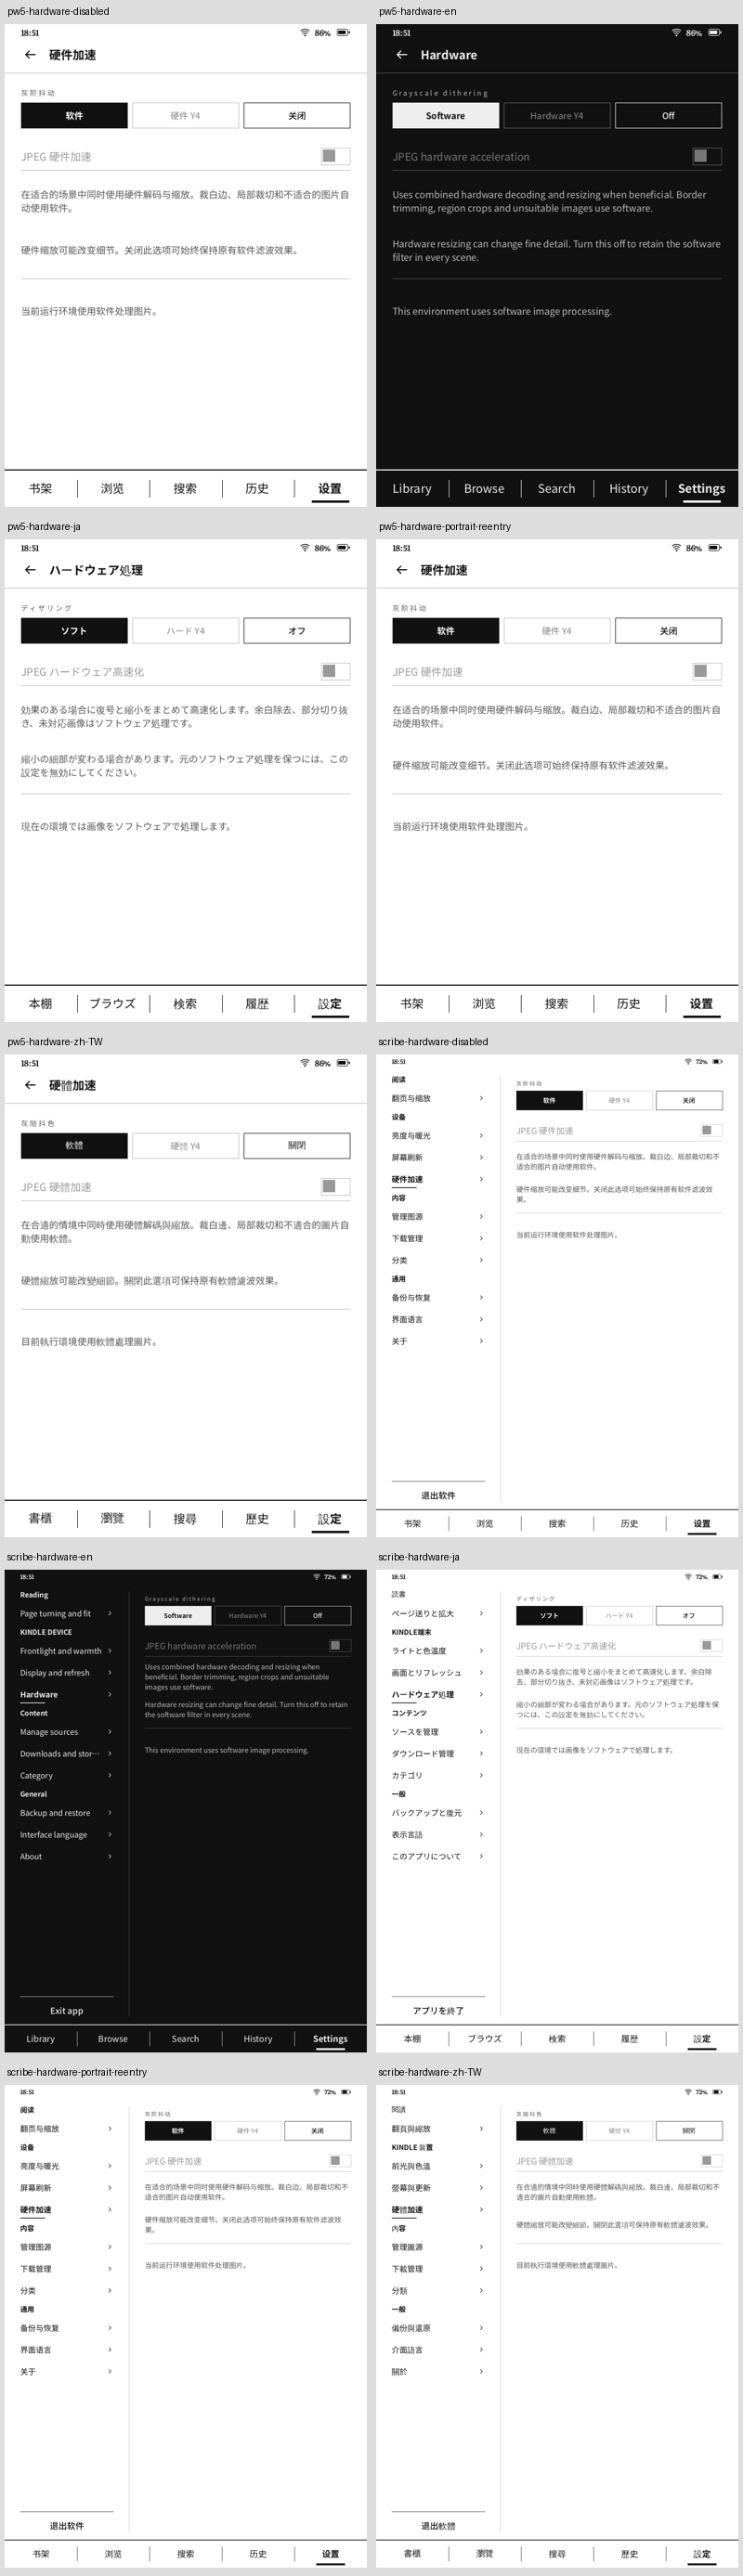 pw5-hardware-disabled
18:51 86%
← 硬件加速
灰阶抖动
软件 硬件 Y4 关闭
JPEG 硬件加速
在适合的场景中同时使用硬件解码与缩放。裁白边、局部裁切和不适合的图片自
动使用软件。
硬件缩放可能改变细节。关闭此选项可始终保持原有软件滤波效果。
当前运行环境使用软件处理图片。
书架 浏览 搜索 历史 设置
pw5-hardware-en
18:51 86%
← Hardware
Grayscale dithering
Software Hardware Y4 Off
JPEG hardware acceleration
Uses combined hardware decoding and resizing when beneficial. Border
trimming, region crops and unsuitable images use software.
Hardware resizing can change fine detail. Turn this off to retain the software
filter in every scene.
This environment uses software image processing.
Library Browse Search History Settings
pw5-hardware-ja
18:51 86%
← ハードウェア処理
ディザリング
ソフト ハード Y4 オフ
JPEG ハードウェア高速化
効果のある場合に復号と縮小をまとめて高速化します。余白除去、部分切り抜
き、未対応画像はソフトウェア処理です。
縮小の細部が変わる場合があります。元のソフトウェア処理を保つには、この
設定を無効にしてください。
現在の環境では画像をソフトウェアで処理します。
本棚 ブラウズ 検索 履歴 設定
pw5-hardware-portrait-reentry
18:51 86%
← 硬件加速
灰阶抖动
软件 硬件 Y4 关闭
JPEG 硬件加速
在适合的场景中同时使用硬件解码与缩放。裁白边、局部裁切和不适合的图片自
动使用软件。
硬件缩放可能改变细节。关闭此选项可始终保持原有软件滤波效果。
当前运行环境使用软件处理图片。
书架 浏览 搜索 历史 设置
pw5-hardware-zh-TW
18:51 86%
← 硬體加速
灰階抖色
軟體 硬體 Y4 關閉
JPEG 硬體加速
在合適的情境中同時使用硬體解碼與縮放。裁白邊、局部裁切和不適合的圖片自
動使用軟體。
硬體縮放可能改變細節。關閉此選項可保持原有軟體濾波效果。
目前執行環境使用軟體處理圖片。
書櫃 瀏覽 搜尋 歷史 設定
scribe-hardware-disabled
18:51 72%
阅读
翻页与缩放
设备
亮度与暖光
屏幕刷新
硬件加速
内容
管理图源
下载管理
分类
通用
备份与恢复
界面语言
关于
退出软件
灰阶抖动
软件 硬件 Y4 关闭
JPEG 硬件加速
在适合的场景中同时使用硬件解码与缩放。裁白边、局部裁切和不
适合的图片自动使用软件。
硬件缩放可能改变细节。关闭此选项可始终保持原有软件滤波效
果。
当前运行环境使用软件处理图片。
书架 浏览 搜索 历史 设置
scribe-hardware-en
18:51 72%
Reading
Page turning and fit
KINDLE DEVICE
Frontlight and warmth
Display and refresh
Hardware
Content
Manage sources
Downloads and stor…
Category
General
Backup and restore
Interface language
About
Exit app
Grayscale dithering
Software Hardware Y4 Off
JPEG hardware acceleration
Uses combined hardware decoding and resizing when
beneficial. Border trimming, region crops and unsuitable
images use software.
Hardware resizing can change fine detail. Turn this off to retain
the software filter in every scene.
This environment uses software image processing.
Library Browse Search History Settings
scribe-hardware-ja
18:51 72%
読書
ページ送りと拡大
KINDLE端末
ライトと色温度
画面とリフレッシュ
ハードウェア処理
コンテンツ
ソースを管理
ダウンロード管理
カテゴリ
一般
バックアップと復元
表示言語
このアプリについて
アプリを終了
ディザリング
ソフト ハード Y4 オフ
JPEG ハードウェア高速化
効果のある場合に復号と縮小をまとめて高速化します。余白除
去、部分切り抜き、未対応画像はソフトウェア処理です。
縮小の細部が変わる場合があります。元のソフトウェア処理を保
つには、この設定を無効にしてください。
現在の環境では画像をソフトウェアで処理します。
本棚 ブラウズ 検索 履歴 設定
scribe-hardware-portrait-reentry
18:51 72%
阅读
翻页与缩放
设备
亮度与暖光
屏幕刷新
硬件加速
内容
管理图源
下载管理
分类
通用
备份与恢复
界面语言
关于
退出软件
灰阶抖动
软件 硬件 Y4 关闭
JPEG 硬件加速
在适合的场景中同时使用硬件解码与缩放。裁白边、局部裁切和不
适合的图片自动使用软件。
硬件缩放可能改变细节。关闭此选项可始终保持原有软件滤波效
果。
当前运行环境使用软件处理图片。
书架 浏览 搜索 历史 设置
scribe-hardware-zh-TW
18:51 72%
閱讀
翻頁與縮放
KINDLE 裝置
前光與色溫
螢幕與更新
硬體加速
內容
管理圖源
下載管理
分類
一般
備份與還原
介面語言
關於
退出軟體
灰階抖色
軟體 硬體 Y4 關閉
JPEG 硬體加速
在合適的情境中同時使用硬體解碼與縮放。裁白邊、局部裁切和不
適合的圖片自動使用軟體。
硬體縮放可能改變細節。關閉此選項可保持原有軟體濾波效果。
目前執行環境使用軟體處理圖片。
書櫃 瀏覽 搜尋 歷史 設定